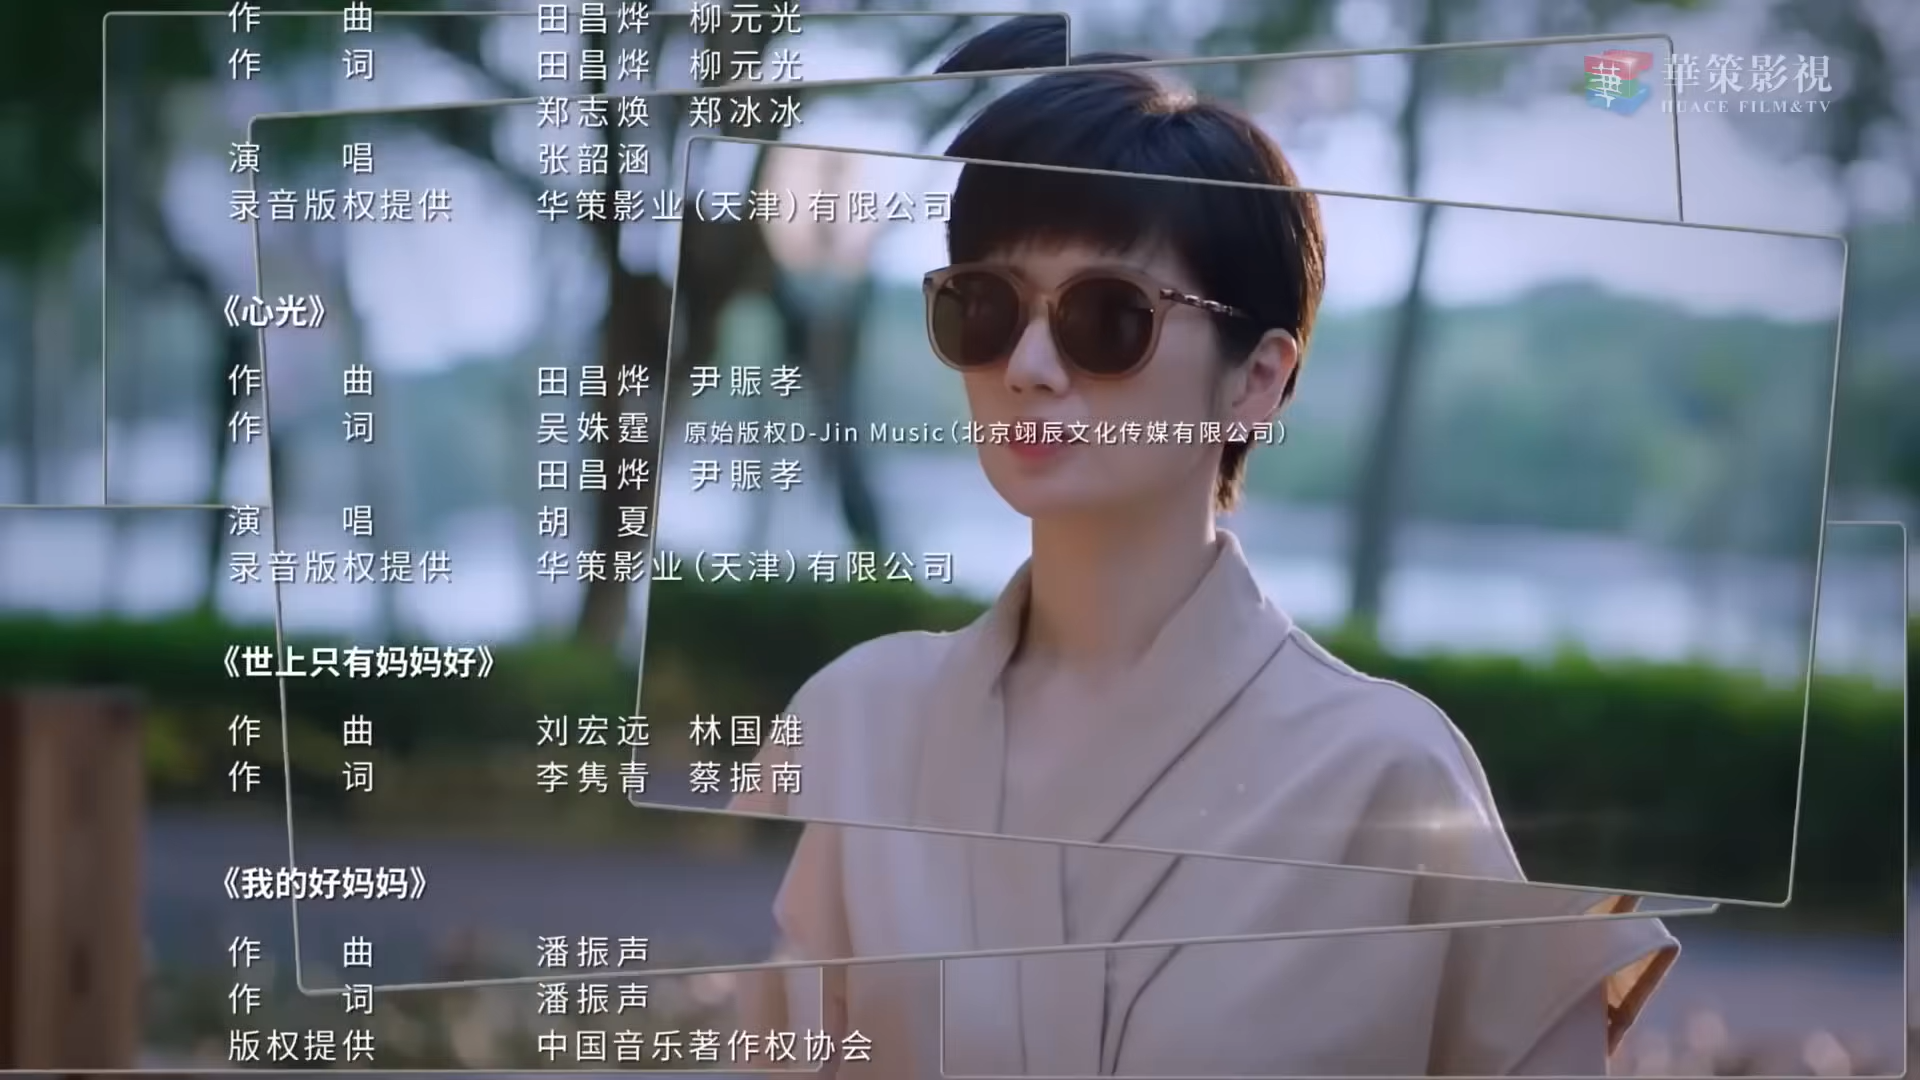 作曲 田昌烨 柳元光
華策影視
作词 田昌烨 柳元光
HUACE FILM&TV
郑志焕 郑冰冰
演唱 张韶涵
录音版权提供 华策影业(天津)有限公司
《心光》
作曲 田昌烨 尹賑孝
作词 吴姝霆 原始版权D-Jin Music(北京翊辰文化传媒有限公司)
田昌烨 尹賑孝
演唱 胡夏
录音版权提供 华策影业(天津)有限公司
《世上只有妈妈好》
作曲 刘宏远 林国雄
作词 李隽青 蔡振南
《我的好妈妈》
作曲 潘振声
作词 潘振声
版权提供 中国音乐著作权协会